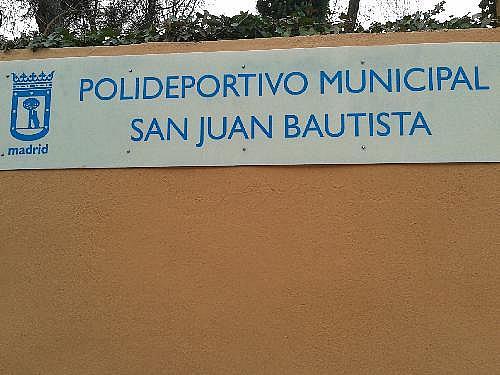 POLIDEPORTIVO MUNICIPAL
SAN JUAN BAUTISTA
madrid